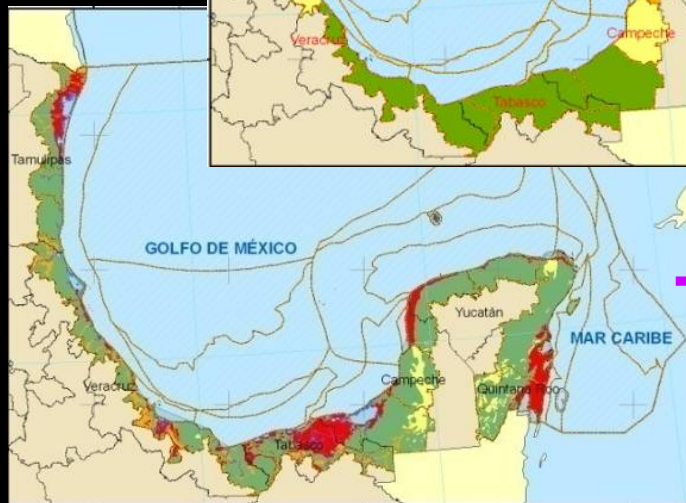 Veracruz
Campeche
Tabasco
Tamulipas
GOLFO DE MÉXICO
Yucatán
MAR CARIBE
Campeche
Quintana Roo
Veracruz
Tabasco